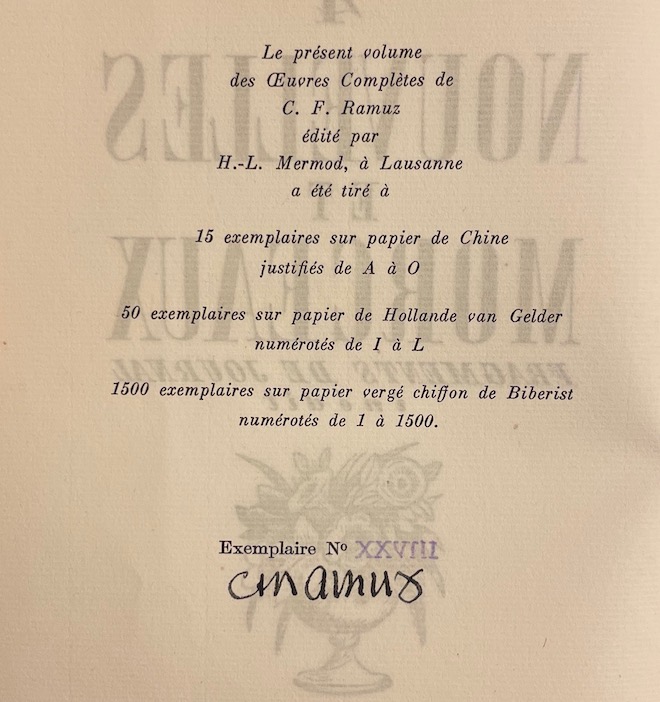 Le présent volume
des Œuvres Complètes de
C. F. Ramuz
édité par
H.-L. Mermod, à Lausanne
a été tiré à
15 exemplaires sur papier de Chine
justifiés de A à O
50 exemplaires sur papier de Hollande van Gelder
numérotés de I à L
1500 exemplaires sur papier vergé chiffon de Biberist
numérotés de 1 à 1500.
Exemplaire Nº XXVIII
C F Ramuz